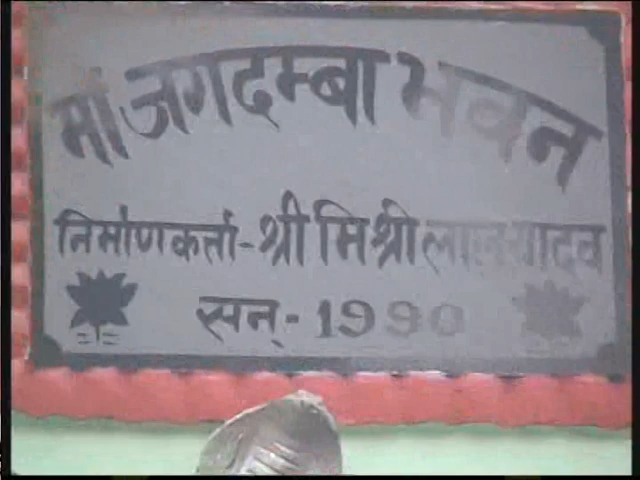 माँ जगदम्बा भवन
निर्माणकर्त्ता - श्री मिश्रीलाल यादव
सन् - 1990